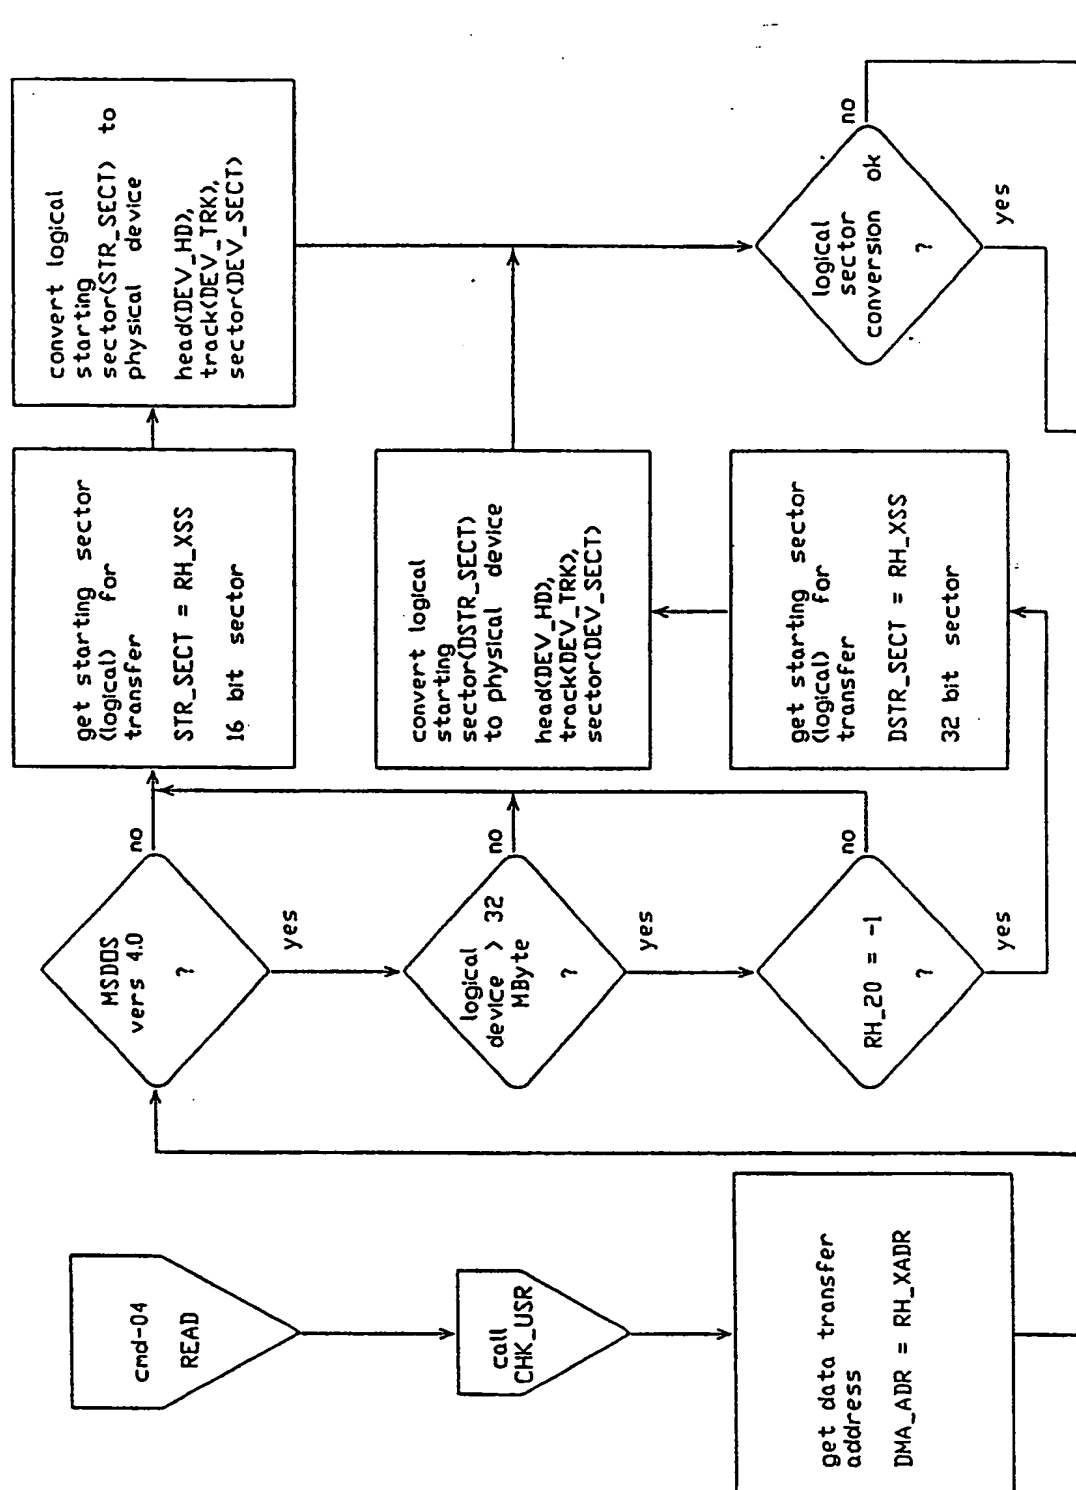 cmd-04
READ
call
CHK_USR
get data transfer
address
DMA_ADR = RH_XADR
MSDOS
vers 4.0
?
no
yes
logical
device > 32
MByte
?
no
yes
RH_20 = -1
?
no
yes
get starting sector
(logical) for
transfer
STR_SECT = RH_XSS
16 bit sector
convert logical
starting
sector(STR_SECT) to
physical device
head(DEV_HD),
track(DEV_TRK),
sector(DEV_SECT)
get starting sector
(logical) for
transfer
DSTR_SECT = RH_XSS
32 bit sector
convert logical
starting
sector(DSTR_SECT)
to physical device
head(DEV_HD),
track(DEV_TRK),
sector(DEV_SECT)
logical
sector
conversion ok
?
no
yes